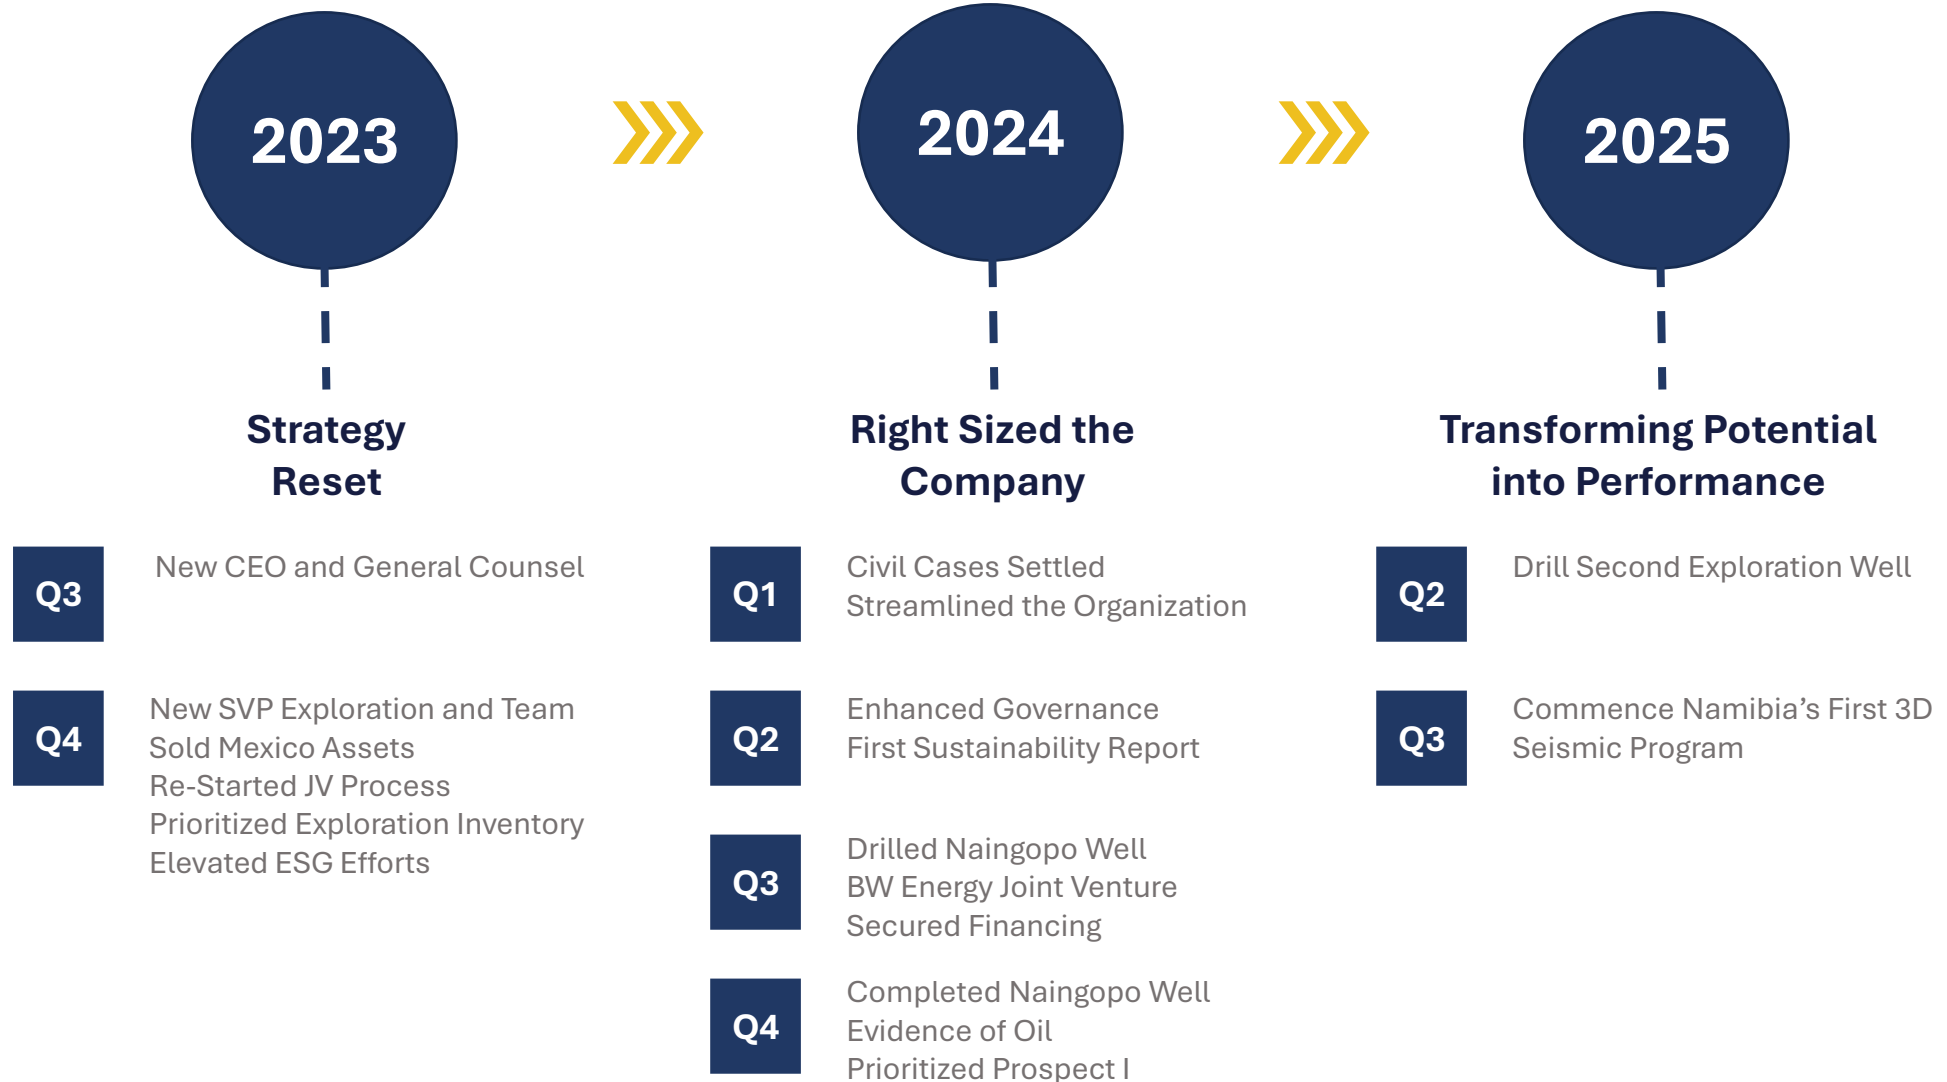 2023
2024
2025
Strategy
Reset
Right Sized the
Company
Transforming Potential
into Performance
Q3
New CEO and General Counsel
Q4
New SVP Exploration and Team
Sold Mexico Assets
Re-Started JV Process
Prioritized Exploration Inventory
Elevated ESG Efforts
Q1
Civil Cases Settled
Streamlined the Organization
Q2
Enhanced Governance
First Sustainability Report
Q3
Drilled Naingopo Well
BW Energy Joint Venture
Secured Financing
Q4
Completed Naingopo Well
Evidence of Oil
Prioritized Prospect I
Q2
Drill Second Exploration Well
Q3
Commence Namibia’s First 3D
Seismic Program